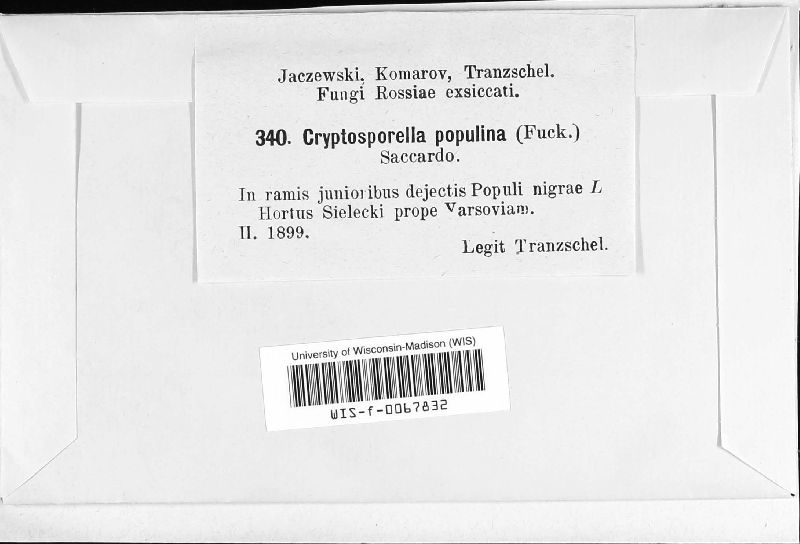 Jaczewski, Komarov, Tranzschel.
Fungi Rossiae exsiccati.
340. Cryptosporella populina (Fuck.)
Saccardo.
In ramis junioribus dejectis Populi nigrae L
Hortus Sielecki prope Varsoviam.
II. 1899.
Legit Tranzschel.
University of Wisconsin-Madison (WIS)
WIS-f-0067832